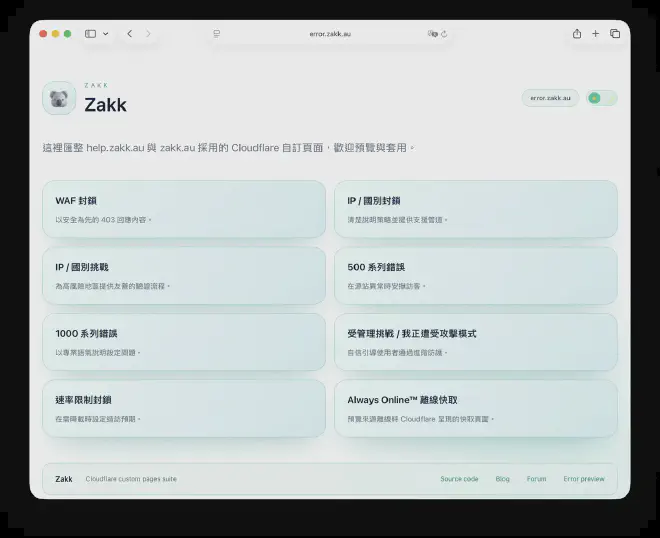 error.zakk.au
ZAKK
Zakk
error.zakk.au
這裡匯整 help.zakk.au 與 zakk.au 採用的 Cloudflare 自訂頁面，歡迎預覽與套用。
WAF 封鎖
以安全為先的 403 回應內容。
IP / 國別封鎖
清楚說明策略並提供支援管道。
IP / 國別挑戰
為高風險地區提供友善的驗證流程。
500 系列錯誤
在源站異常時安撫訪客。
1000 系列錯誤
以專業語氣說明設定問題。
受管理挑戰 / 我正遭受攻擊模式
自信引導使用者通過進階防護。
速率限制封鎖
在需降載時設定造訪預期。
Always Online™ 離線快取
預覽來源離線時 Cloudflare 呈現的快取頁面。
Zakk
Cloudflare custom pages suite
Source code
Blog
Forum
Error preview